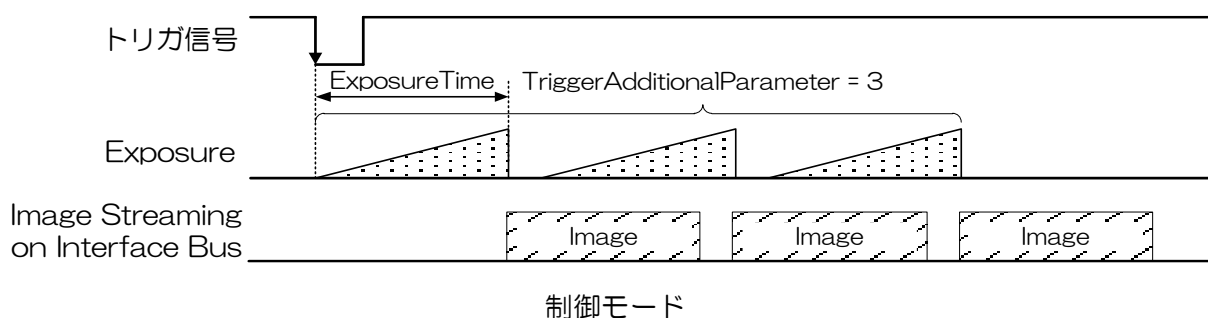 トリガ信号
ExposureTime
TriggerAdditionalParameter = 3
Exposure
Image Streaming
on Interface Bus
Image
Image
Image
制御モード